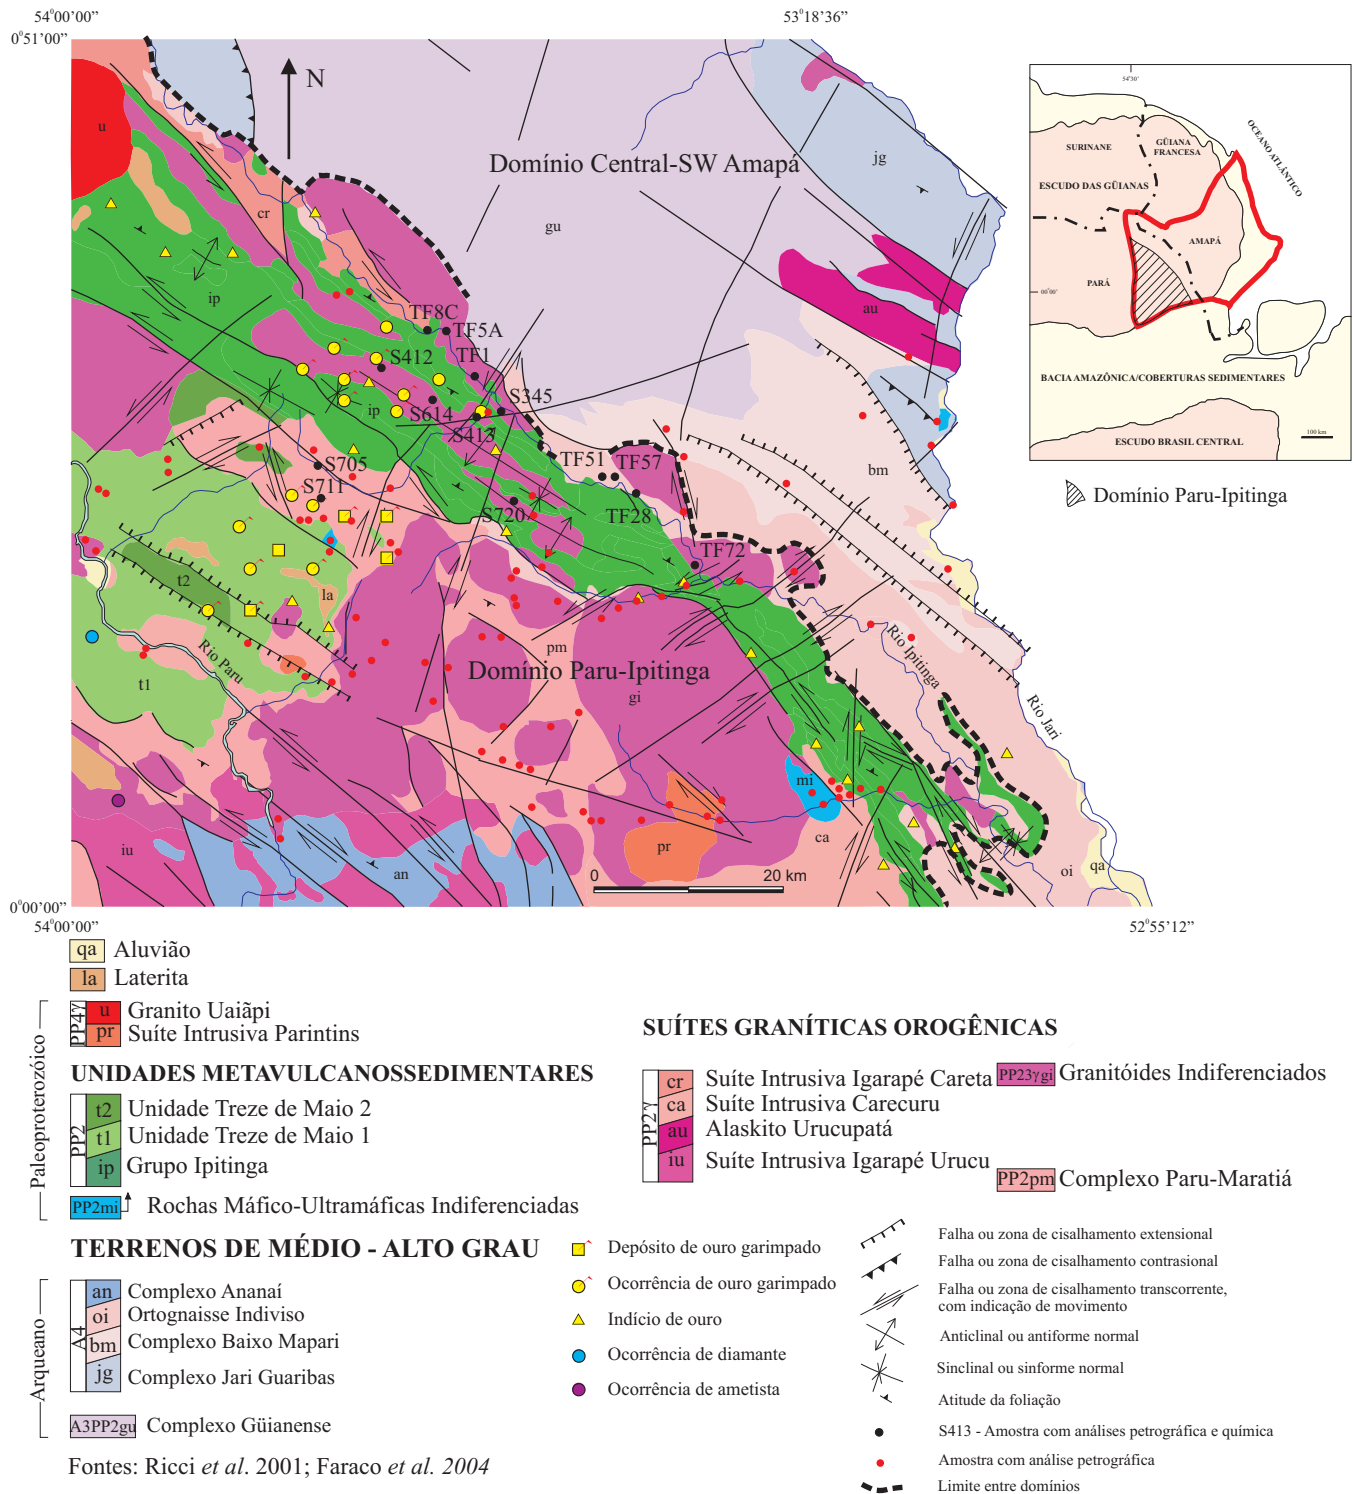 54°00'00"
53°18'36"
0°51'00"
N
u
cr
gu
jg
Domínio Central-SW Amapá
ip
au
TF8C
TF5A
S412
TF1
ip
S614
S345
S413
bm
S705
TF51
TF57
S711
S720
TF28
TF72
t2
la
Rio Paru
pm
Domínio Paru-Ipitinga
gi
Rio Ipitinga
Rio Jari
t1
mi
iu
an
pr
ca
oi
qa
0
20 km
0°00'00"
54°00'00"
52°55'12"
54°30'
SURINANE
GÜIANA
FRANCESA
OCEANO ATLÂNTICO
ESCUDO DAS GÜIANAS
AMAPÁ
PARÁ
00°00'
BACIA AMAZÔNICA/COBERTURAS SEDIMENTARES
ESCUDO BRASIL CENTRAL
100 km
Domínio Paru-Ipitinga
qa Aluvião
la Laterita
Paleoproterozóico
PP4γ
u Granito Uaiãpi
pr Suíte Intrusiva Parintins
UNIDADES METAVULCANOSSEDIMENTARES
PP2
t2 Unidade Treze de Maio 2
t1 Unidade Treze de Maio 1
ip Grupo Ipitinga
PP2mi Rochas Máfico-Ultramáficas Indiferenciadas
TERRENOS DE MÉDIO - ALTO GRAU
Arqueano
A4
an Complexo Ananaí
oi Ortognaisse Indiviso
bm Complexo Baixo Mapari
jg Complexo Jari Guaribas
A3PP2gu Complexo Güianense
Fontes: Ricci et al. 2001; Faraco et al. 2004
SUÍTES GRANÍTICAS OROGÊNICAS
PP2γ
cr Suíte Intrusiva Igarapé Careta
ca Suíte Intrusiva Carecuru
au Alaskito Urucupatá
iu Suíte Intrusiva Igarapé Urucu
PP23γgi Granitóides Indiferenciados
PP2pm Complexo Paru-Maratiá
Depósito de ouro garimpado
Ocorrência de ouro garimpado
Indício de ouro
Ocorrência de diamante
Ocorrência de ametista
Falha ou zona de cisalhamento extensional
Falha ou zona de cisalhamento contrasional
Falha ou zona de cisalhamento transcorrente,
com indicação de movimento
Anticlinal ou antiforme normal
Sinclinal ou sinforme normal
Atitude da foliação
S413 - Amostra com análises petrográfica e química
Amostra com análise petrográfica
Limite entre domínios